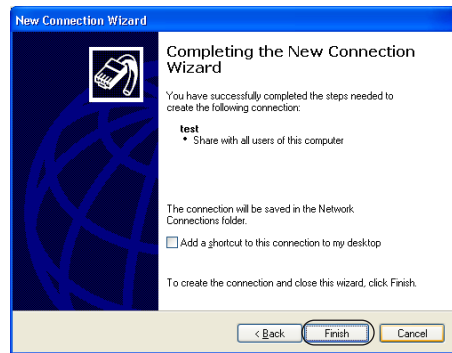 New Connection Wizard
Completing the New Connection
Wizard
You have successfully completed the steps needed to
create the following connection:
test
• Share with all users of this computer
The connection will be saved in the Network
Connections folder.
Add a shortcut to this connection to my desktop
To create the connection and close this wizard, click Finish.
< Back Finish Cancel